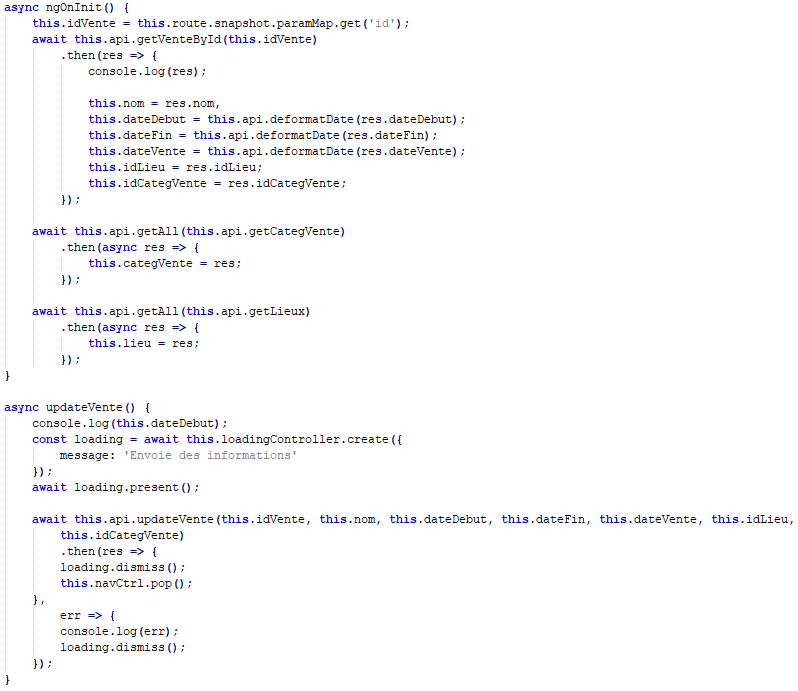 async ngOnInit() {
this.idVente = this.route.snapshot.paramMap.get('id');
await this.api.getVenteById(this.idVente)
.then(res => {
console.log(res);
this.nom = res.nom,
this.dateDebut = this.api.deformatDate(res.dateDebut);
this.dateFin = this.api.deformatDate(res.dateFin);
this.dateVente = this.api.deformatDate(res.dateVente);
this.idLieu = res.idLieu;
this.idCategVente = res.idCategVente;
});
await this.api.getAll(this.api.getCategVente)
.then(async res => {
this.categVente = res;
});
await this.api.getAll(this.api.getLieux)
.then(async res => {
this.lieu = res;
});
}
async updateVente() {
console.log(this.dateDebut);
const loading = await this.loadingController.create({
message: 'Envoie des informations'
});
await loading.present();
await this.api.updateVente(this.idVente, this.nom, this.dateDebut, this.dateFin, this.dateVente, this.idLieu,
this.idCategVente)
.then(res => {
loading.dismiss();
this.navCtrl.pop();
},
err => {
console.log(err);
loading.dismiss();
});
}